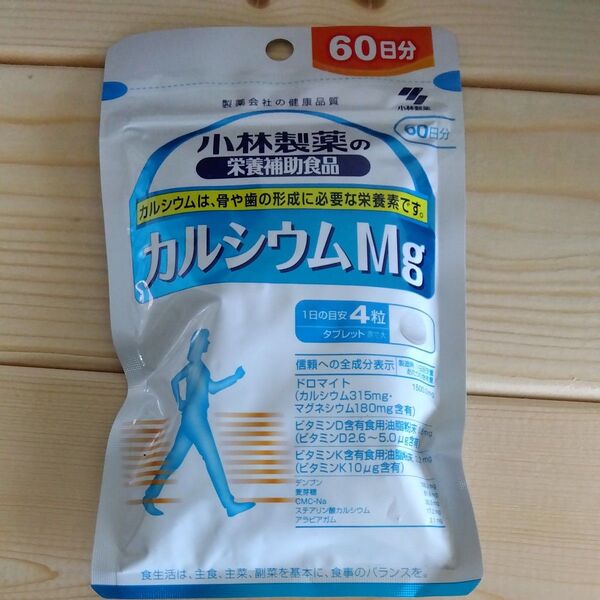 60日分
製薬会社の健康品質
小林製薬
60日分
小林製薬の
栄養補助食品
カルシウムは、骨や歯の形成に必要な栄養素です。
カルシウムMg
1日の目安 4粒
タブレット
信頼への全成分表示
ドロマイト
(カルシウム315mg・
マグネシウム180mg含有)
ビタミンD含有食用油脂粉末
(ビタミンD2.6～5.0μg含有)
ビタミンK含有食用油脂粉末
(ビタミンK10μg含有)
デンプン
麦芽糖
CMC-Na
ステアリン酸カルシウム
アラビアガム
食生活は、主食、主菜、副菜を基本に、食事のバランスを。